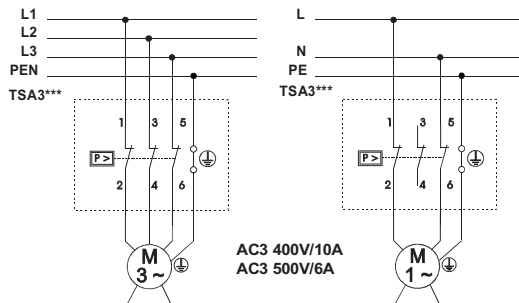 L1
L2
L3
PEN
TSA3***
1 3 5
P >
2 4 6
M
3 ~
L
N
PE
TSA3***
1 3 5
P >
2 4 6
M
1 ~
AC3 400V/10A
AC3 500V/6A